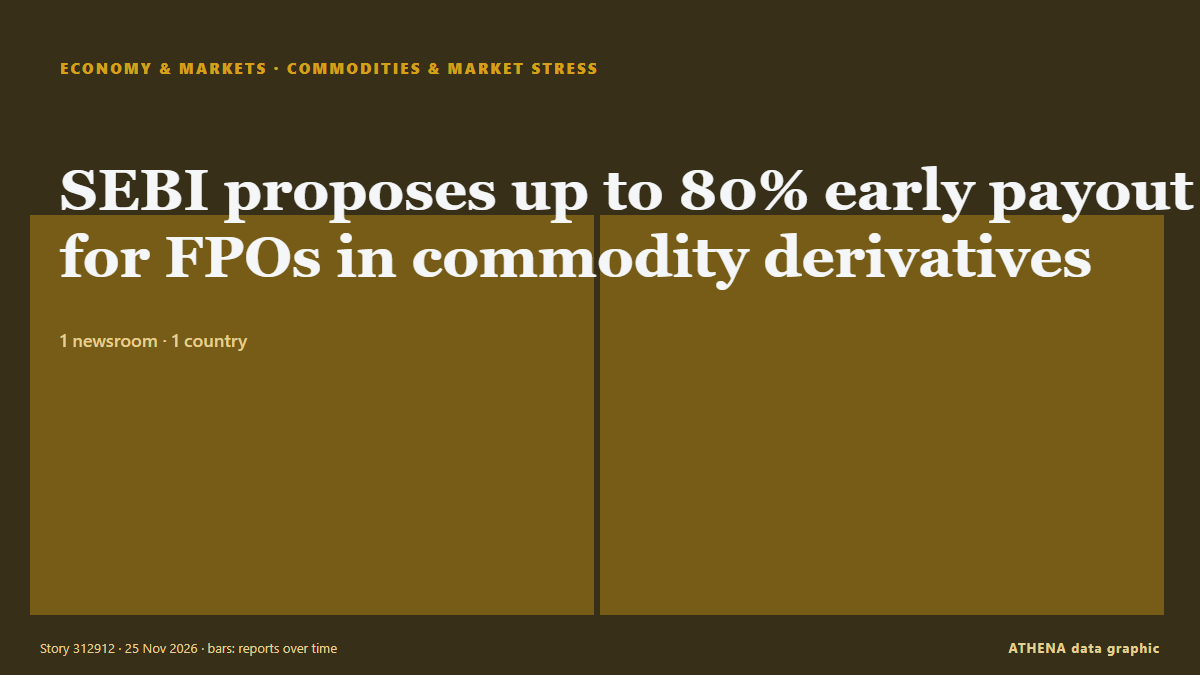 ECONOMY & MARKETS · COMMODITIES & MARKET STRESS
SEBI proposes up to 80% early payout
for FPOs in commodity derivatives
1 newsroom · 1 country
Story 312912 · 25 Nov 2026 · bars: reports over time
ATHENA data graphic